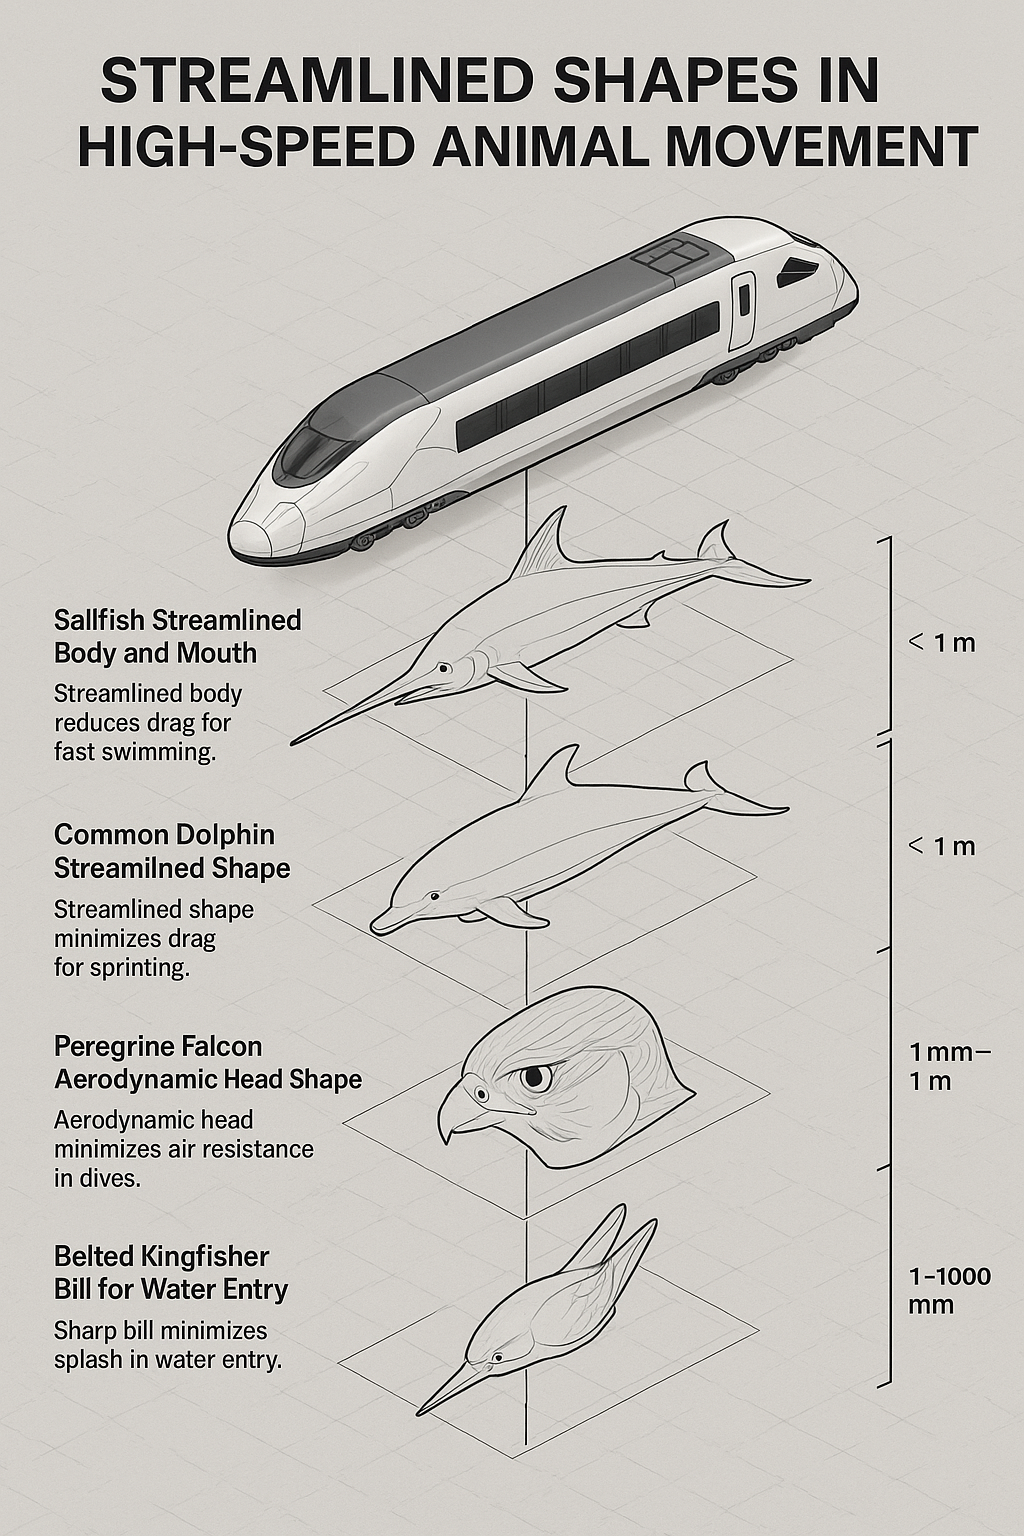 STREAMLINED SHAPES IN
HIGH-SPEED ANIMAL MOVEMENT
Sallfish Streamlined
Body and Mouth
Streamlined body
reduces drag for
fast swimming.
< 1 m
Common Dolphin
Streamilned Shape
Streamlined shape
minimizes drag
for sprinting.
< 1 m
Peregrine Falcon
Aerodynamic Head Shape
Aerodynamic head
minimizes air resistance
in dives.
1 mm–
1 m
Belted Kingfisher
Bill for Water Entry
Sharp bill minimizes
splash in water entry.
1–1000
mm